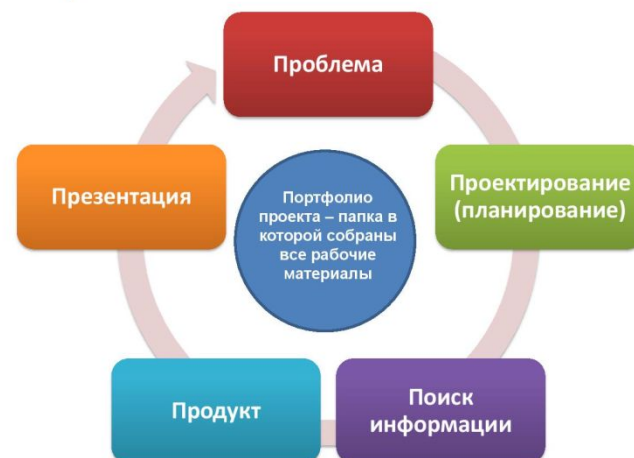 Проблема
Проектирование
(планирование)
Поиск
информации
Продукт
Презентация
Портфолио
проекта – папка в
которой собраны
все рабочие
материалы